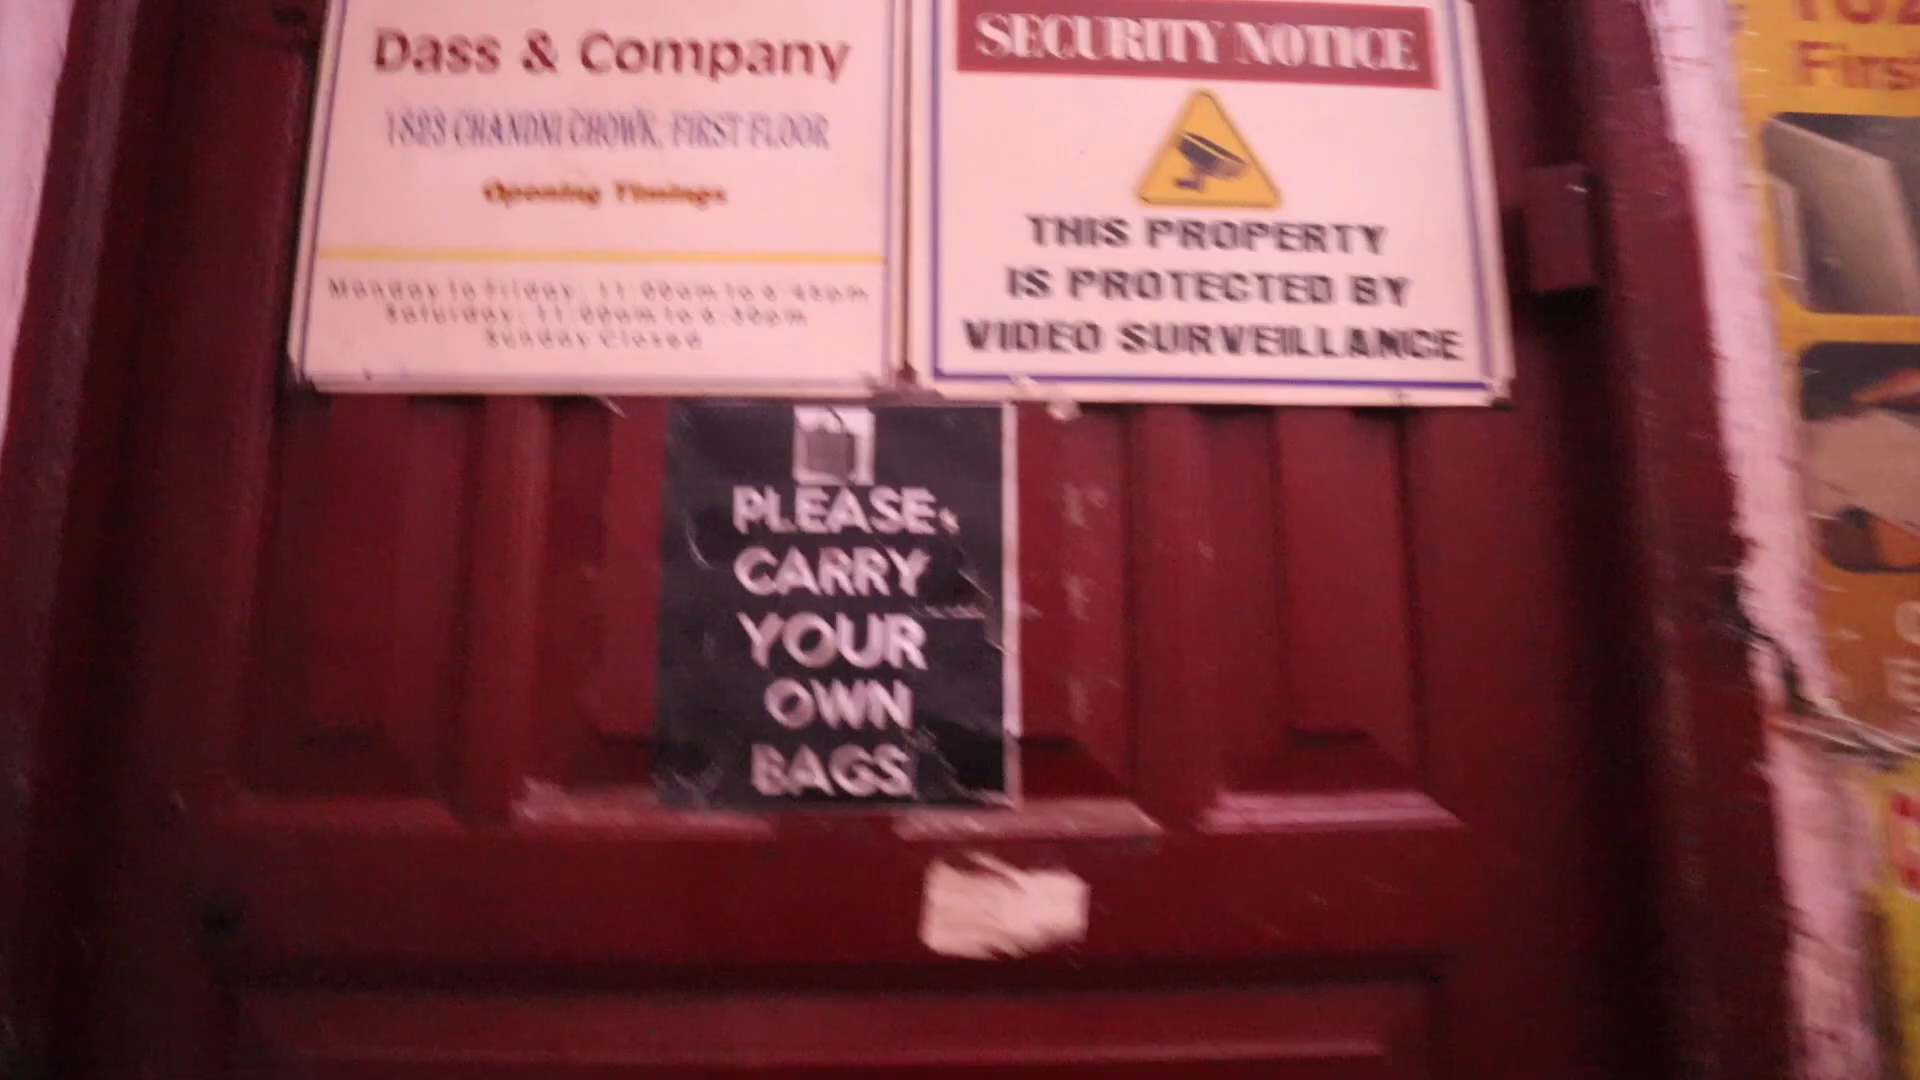 Dass & Company
1823 CHANDNI CHOWK, FIRST FLOOR
Opening Timings
Monday to Friday: 11:00am to 6:45pm
Saturday: 11:00am to 6:30pm
Sunday Closed
SECURITY NOTICE
THIS PROPERTY
IS PROTECTED BY
VIDEO SURVEILLANCE
PLEASE
CARRY
YOUR
OWN
BAGS